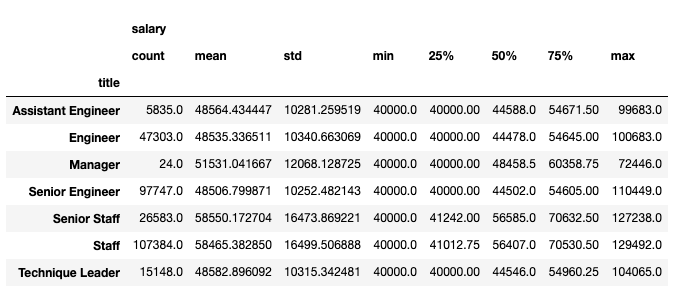 salary
count mean std min 25% 50% 75% max
title
Assistant Engineer 5835.0 48564.434447 10281.259519 40000.0 40000.00 44588.0 54671.50 99683.0
Engineer 47303.0 48535.336511 10340.663069 40000.0 40000.00 44478.0 54645.00 100683.0
Manager 24.0 51531.041667 12068.128725 40000.0 40000.00 48458.5 60358.75 72446.0
Senior Engineer 97747.0 48506.799871 10252.482143 40000.0 40000.00 44502.0 54605.00 110449.0
Senior Staff 26583.0 58550.172704 16473.869221 40000.0 41242.00 56585.0 70632.50 127238.0
Staff 107384.0 58465.382850 16499.506888 40000.0 41012.75 56407.0 70530.50 129492.0
Technique Leader 15148.0 48582.896092 10315.342481 40000.0 40000.00 44546.0 54960.25 104065.0